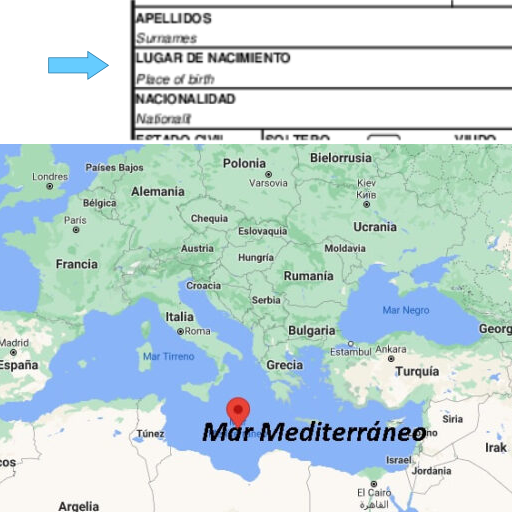 APELLIDOS
Surnames
LUGAR DE NACIMIENTO
Place of birth
NACIONALIDAD
ESTADO CIVIL SOLTERO VIUDO
Polonia
Bielorrusia
Londres
Países Bajos
Varsovia
Kiev
Київ
Alemania
Bélgica
París
Chequia
Ucrania
Eslovaquia
Austria
Hungría
Moldavia
Francia
Rumanía
Croacia
Serbia
Italia
Mar Negro
Roma
Bulgaria
Georg
Madrid
Estambul
Ankara
España
Mar Tirreno
Grecia
Turquía
Mar Mediterráneo
Túnez
Siria
no
Irak
cos
Israel
Jordania
El Cairo
القاهرة
Argelia